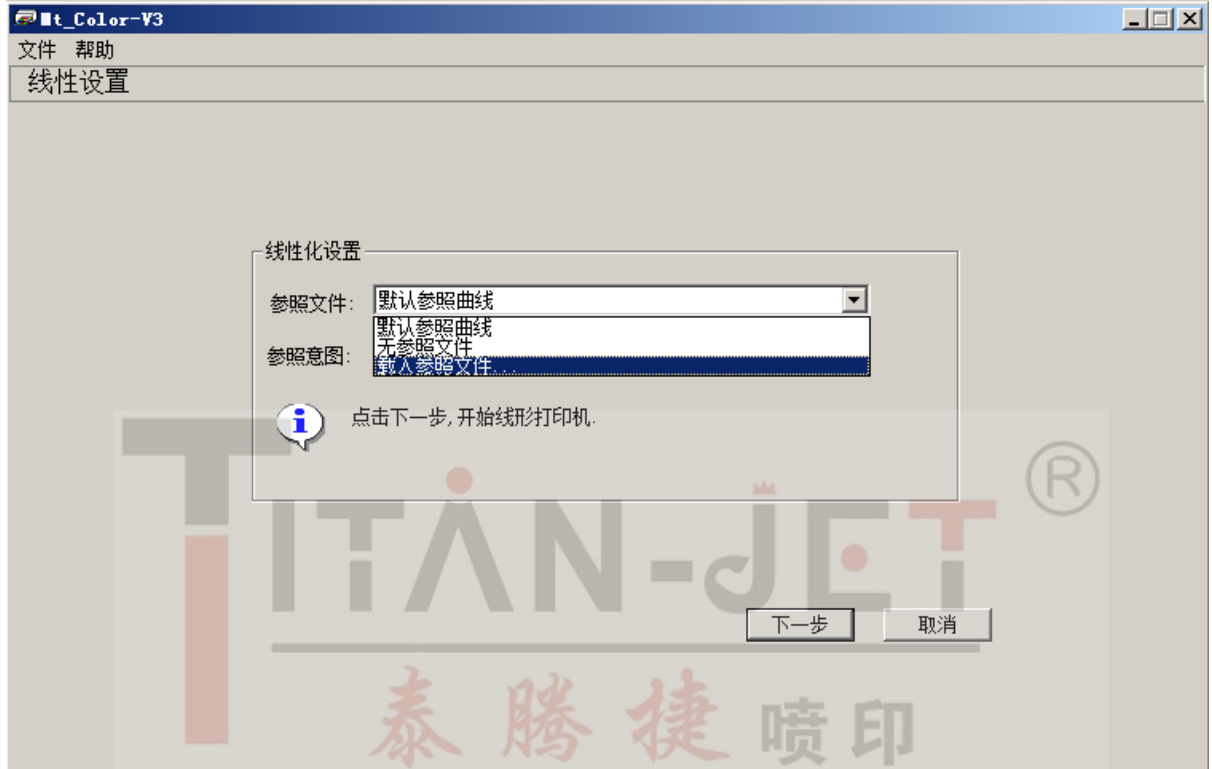 Mt_Color-V3
文件 帮助
线性设置
线性化设置
参照文件: 默认参照曲线
默认参照曲线
无参照文件
参照意图:
载入参照文件...
i 点击下一步,开始线形打印机.
TITAN-JET ®
下一步 取消
泰腾捷喷印